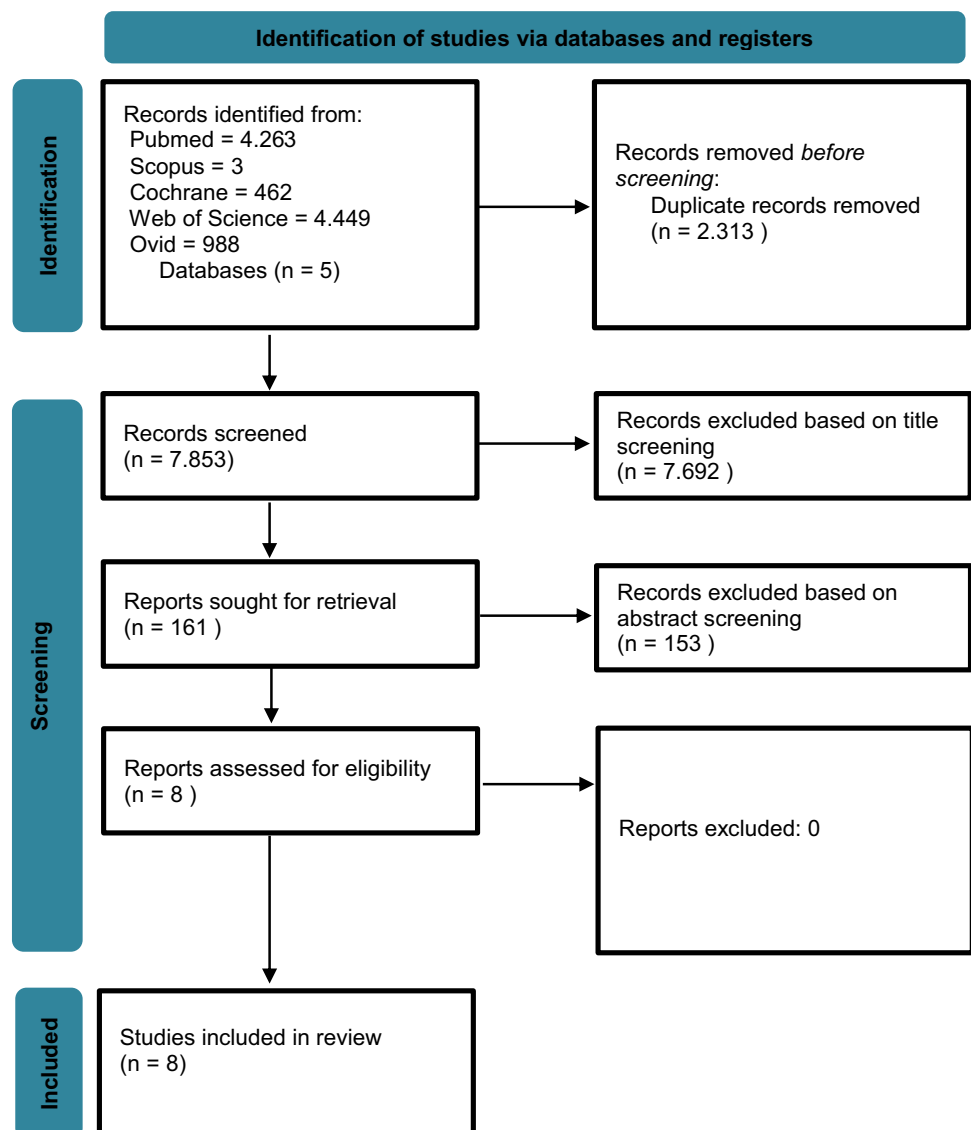 Identification of studies via databases and registers
Identification
Records identified from:
Pubmed = 4.263
Scopus = 3
Cochrane = 462
Web of Science = 4.449
Ovid = 988
Databases (n = 5)
Records removed before
screening:
Duplicate records removed
(n = 2.313 )
Screening
Records screened
(n = 7.853)
Records excluded based on title
screening
(n = 7.692 )
Reports sought for retrieval
(n = 161 )
Records excluded based on
abstract screening
(n = 153 )
Reports assessed for eligibility
(n = 8 )
Reports excluded: 0
Included
Studies included in review
(n = 8)